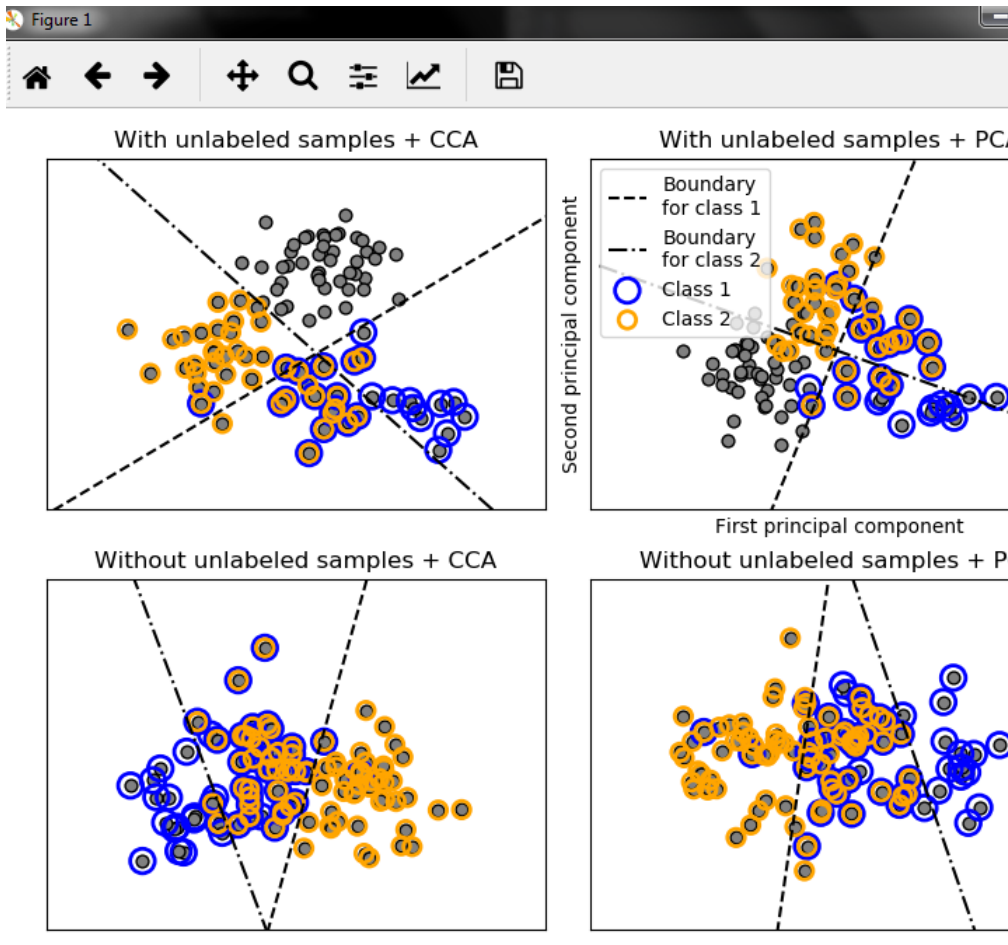 Figure 1
With unlabeled samples + CCA
With unlabeled samples + PCA
Second principal component
Boundary
for class 1
Boundary
for class 2
Class 1
Class 2
First principal component
Without unlabeled samples + CCA
Without unlabeled samples + P